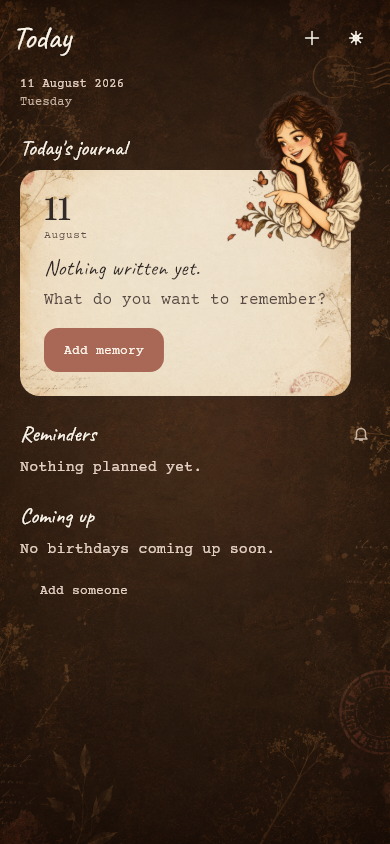 Today
11 August 2026
Tuesday
Today's journal
11
August
Nothing written yet.
What do you want to remember?
Add memory
Reminders
Nothing planned yet.
Coming up
No birthdays coming up soon.
Add someone